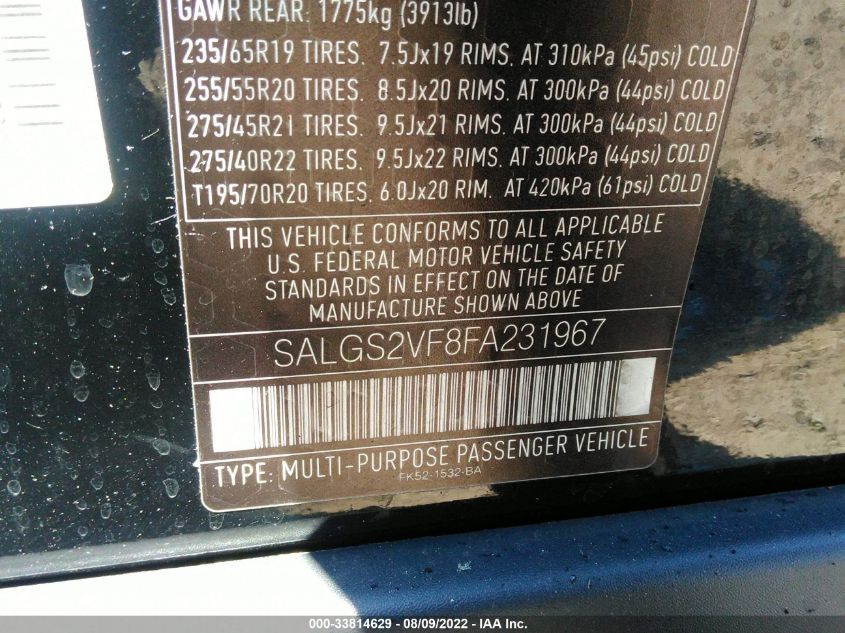 GAWR REAR: 1775kg (3913lb)
235/65R19 TIRES. 7.5Jx19 RIMS. AT 310kPa (45psi) COLD
255/55R20 TIRES. 8.5Jx20 RIMS. AT 300kPa (44psi) COLD
275/45R21 TIRES. 9.5Jx21 RIMS. AT 300kPa (44psi) COLD
275/40R22 TIRES. 9.5Jx22 RIMS. AT 300kPa (44psi) COLD
T195/70R20 TIRES. 6.0Jx20 RIM. AT 420kPa (61psi) COLD
THIS VEHICLE CONFORMS TO ALL APPLICABLE
U.S. FEDERAL MOTOR VEHICLE SAFETY
STANDARDS IN EFFECT ON THE DATE OF
MANUFACTURE SHOWN ABOVE
SALGS2VF8FA231967
TYPE: MULTI-PURPOSE PASSENGER VEHICLE
FK52-1532-BA
000-33814629 - 08/09/2022 - IAA Inc.